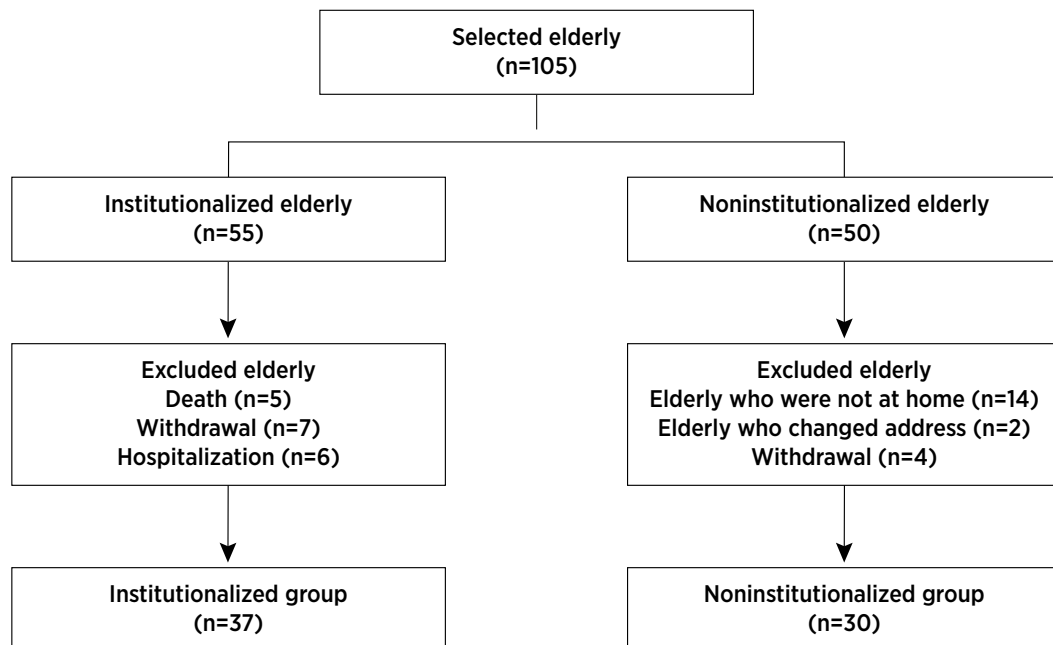 Selected elderly
(n=105)
Institutionalized elderly
(n=55)
Noninstitutionalized elderly
(n=50)
Excluded elderly
Death (n=5)
Withdrawal (n=7)
Hospitalization (n=6)
Excluded elderly
Elderly who were not at home (n=14)
Elderly who changed address (n=2)
Withdrawal (n=4)
Institutionalized group
(n=37)
Noninstitutionalized group
(n=30)